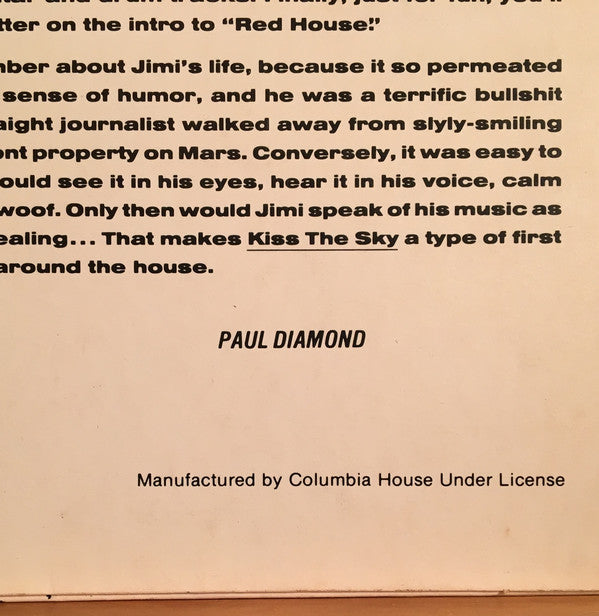 tter on the intro to “Red House.”
nber about Jimi’s life, because it so permeated
sense of humor, and he was a terrific bullshit
aight journalist walked away from slyly-smiling
ont property on Mars. Conversely, it was easy to
ould see it in his eyes, hear it in his voice, calm
woof. Only then would Jimi speak of his music as
ealing... That makes Kiss The Sky a type of first
around the house.
PAUL DIAMOND
Manufactured by Columbia House Under License